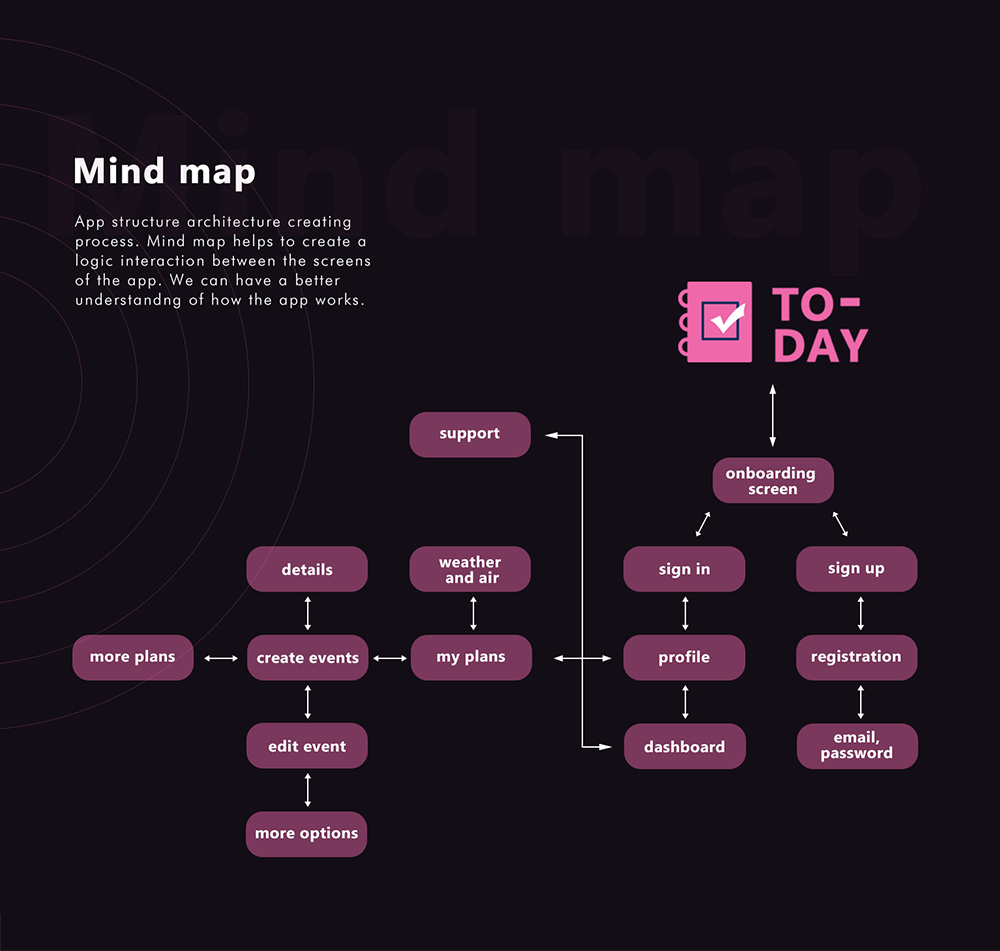 Mind map
Mind map
App structure architecture creating
process. Mind map helps to create a
logic interaction between the screens
of the app. We can have a better
understandng of how the app works.
TO-
DAY
support
onboarding
screen
details
weather
and air
sign in
sign up
more plans
create events
my plans
profile
registration
edit event
dashboard
email,
password
more options